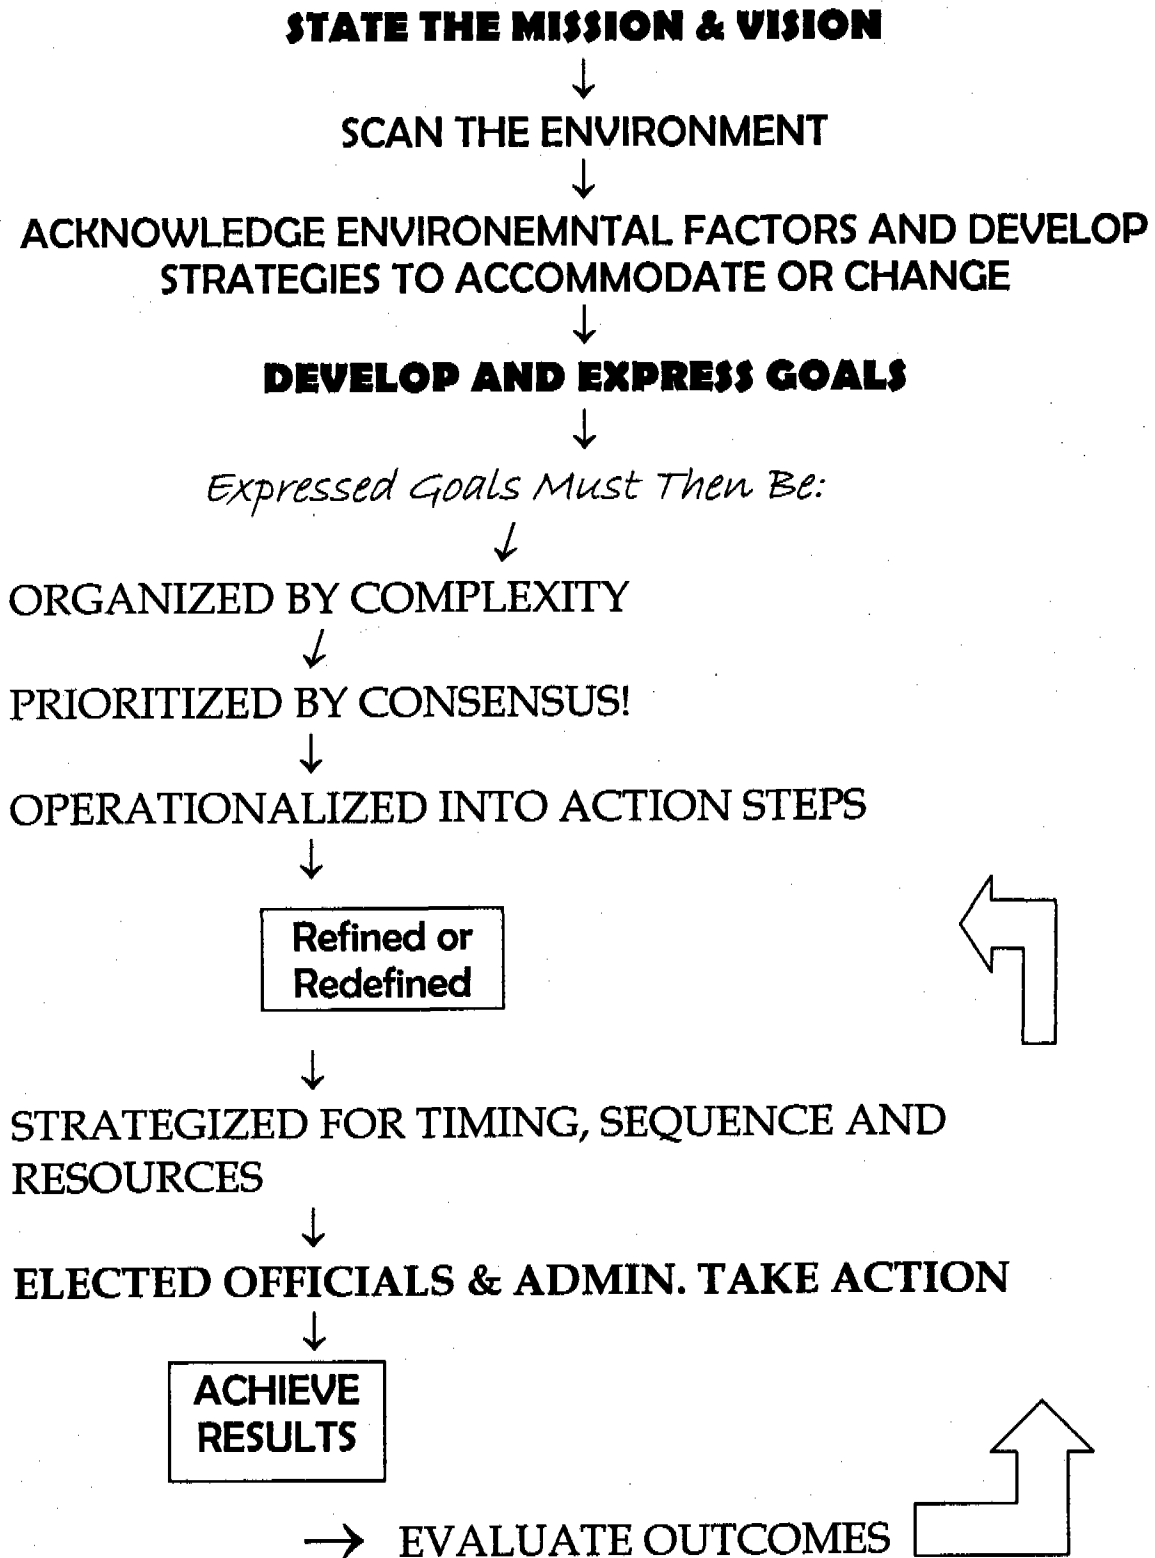 STATE THE MISSION & VISION
↓
SCAN THE ENVIRONMENT
↓
ACKNOWLEDGE ENVIRONEMNTAL FACTORS AND DEVELOP
STRATEGIES TO ACCOMMODATE OR CHANGE
↓
DEVELOP AND EXPRESS GOALS
↓
Expressed Goals Must Then Be:
↓
ORGANIZED BY COMPLEXITY
↓
PRIORITIZED BY CONSENSUS!
↓
OPERATIONALIZED INTO ACTION STEPS
↓
Refined or
Redefined
↓
STRATEGIZED FOR TIMING, SEQUENCE AND
RESOURCES
↓
ELECTED OFFICIALS & ADMIN. TAKE ACTION
↓
ACHIEVE
RESULTS
→ EVALUATE OUTCOMES